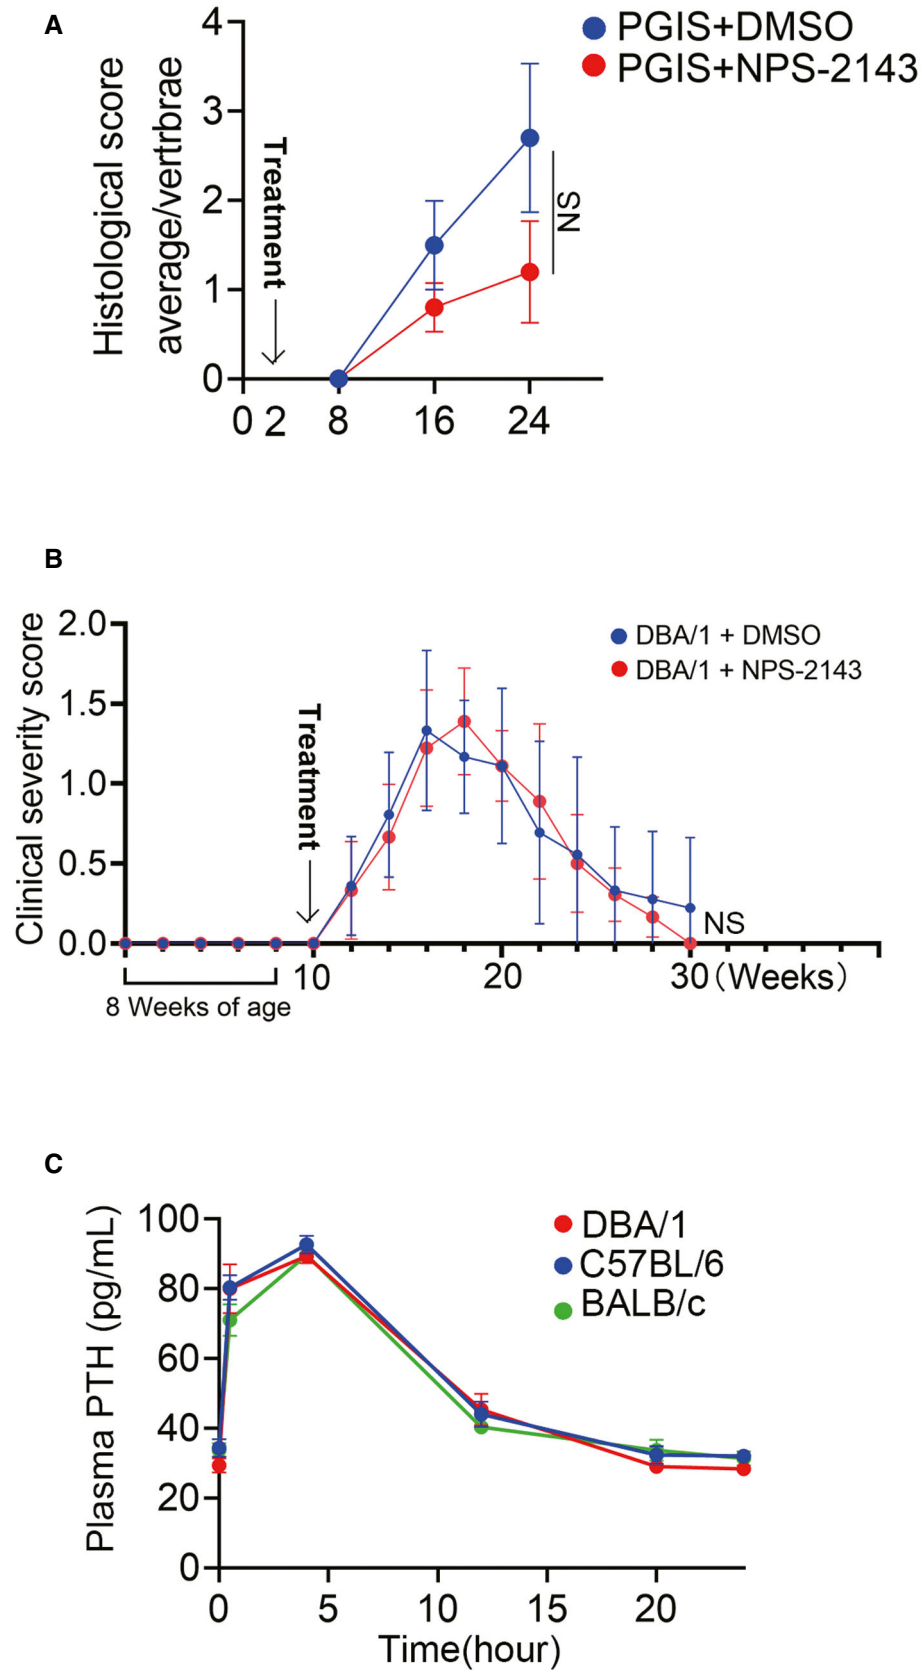 A
PGIS+DMSO
PGIS+NPS-2143
Histological score
average/vertrbrae
4
3
2
1
0
Treatment
NS
0 2 8 16 24
B
Clinical severity score
2.0
1.5
1.0
0.5
0.0
DBA/1 + DMSO
DBA/1 + NPS-2143
Treatment
NS
10 20 30 (Weeks)
8 Weeks of age
C
Plasma PTH (pg/mL)
100
80
60
40
20
0
DBA/1
C57BL/6
BALB/c
0 5 10 15 20
Time(hour)